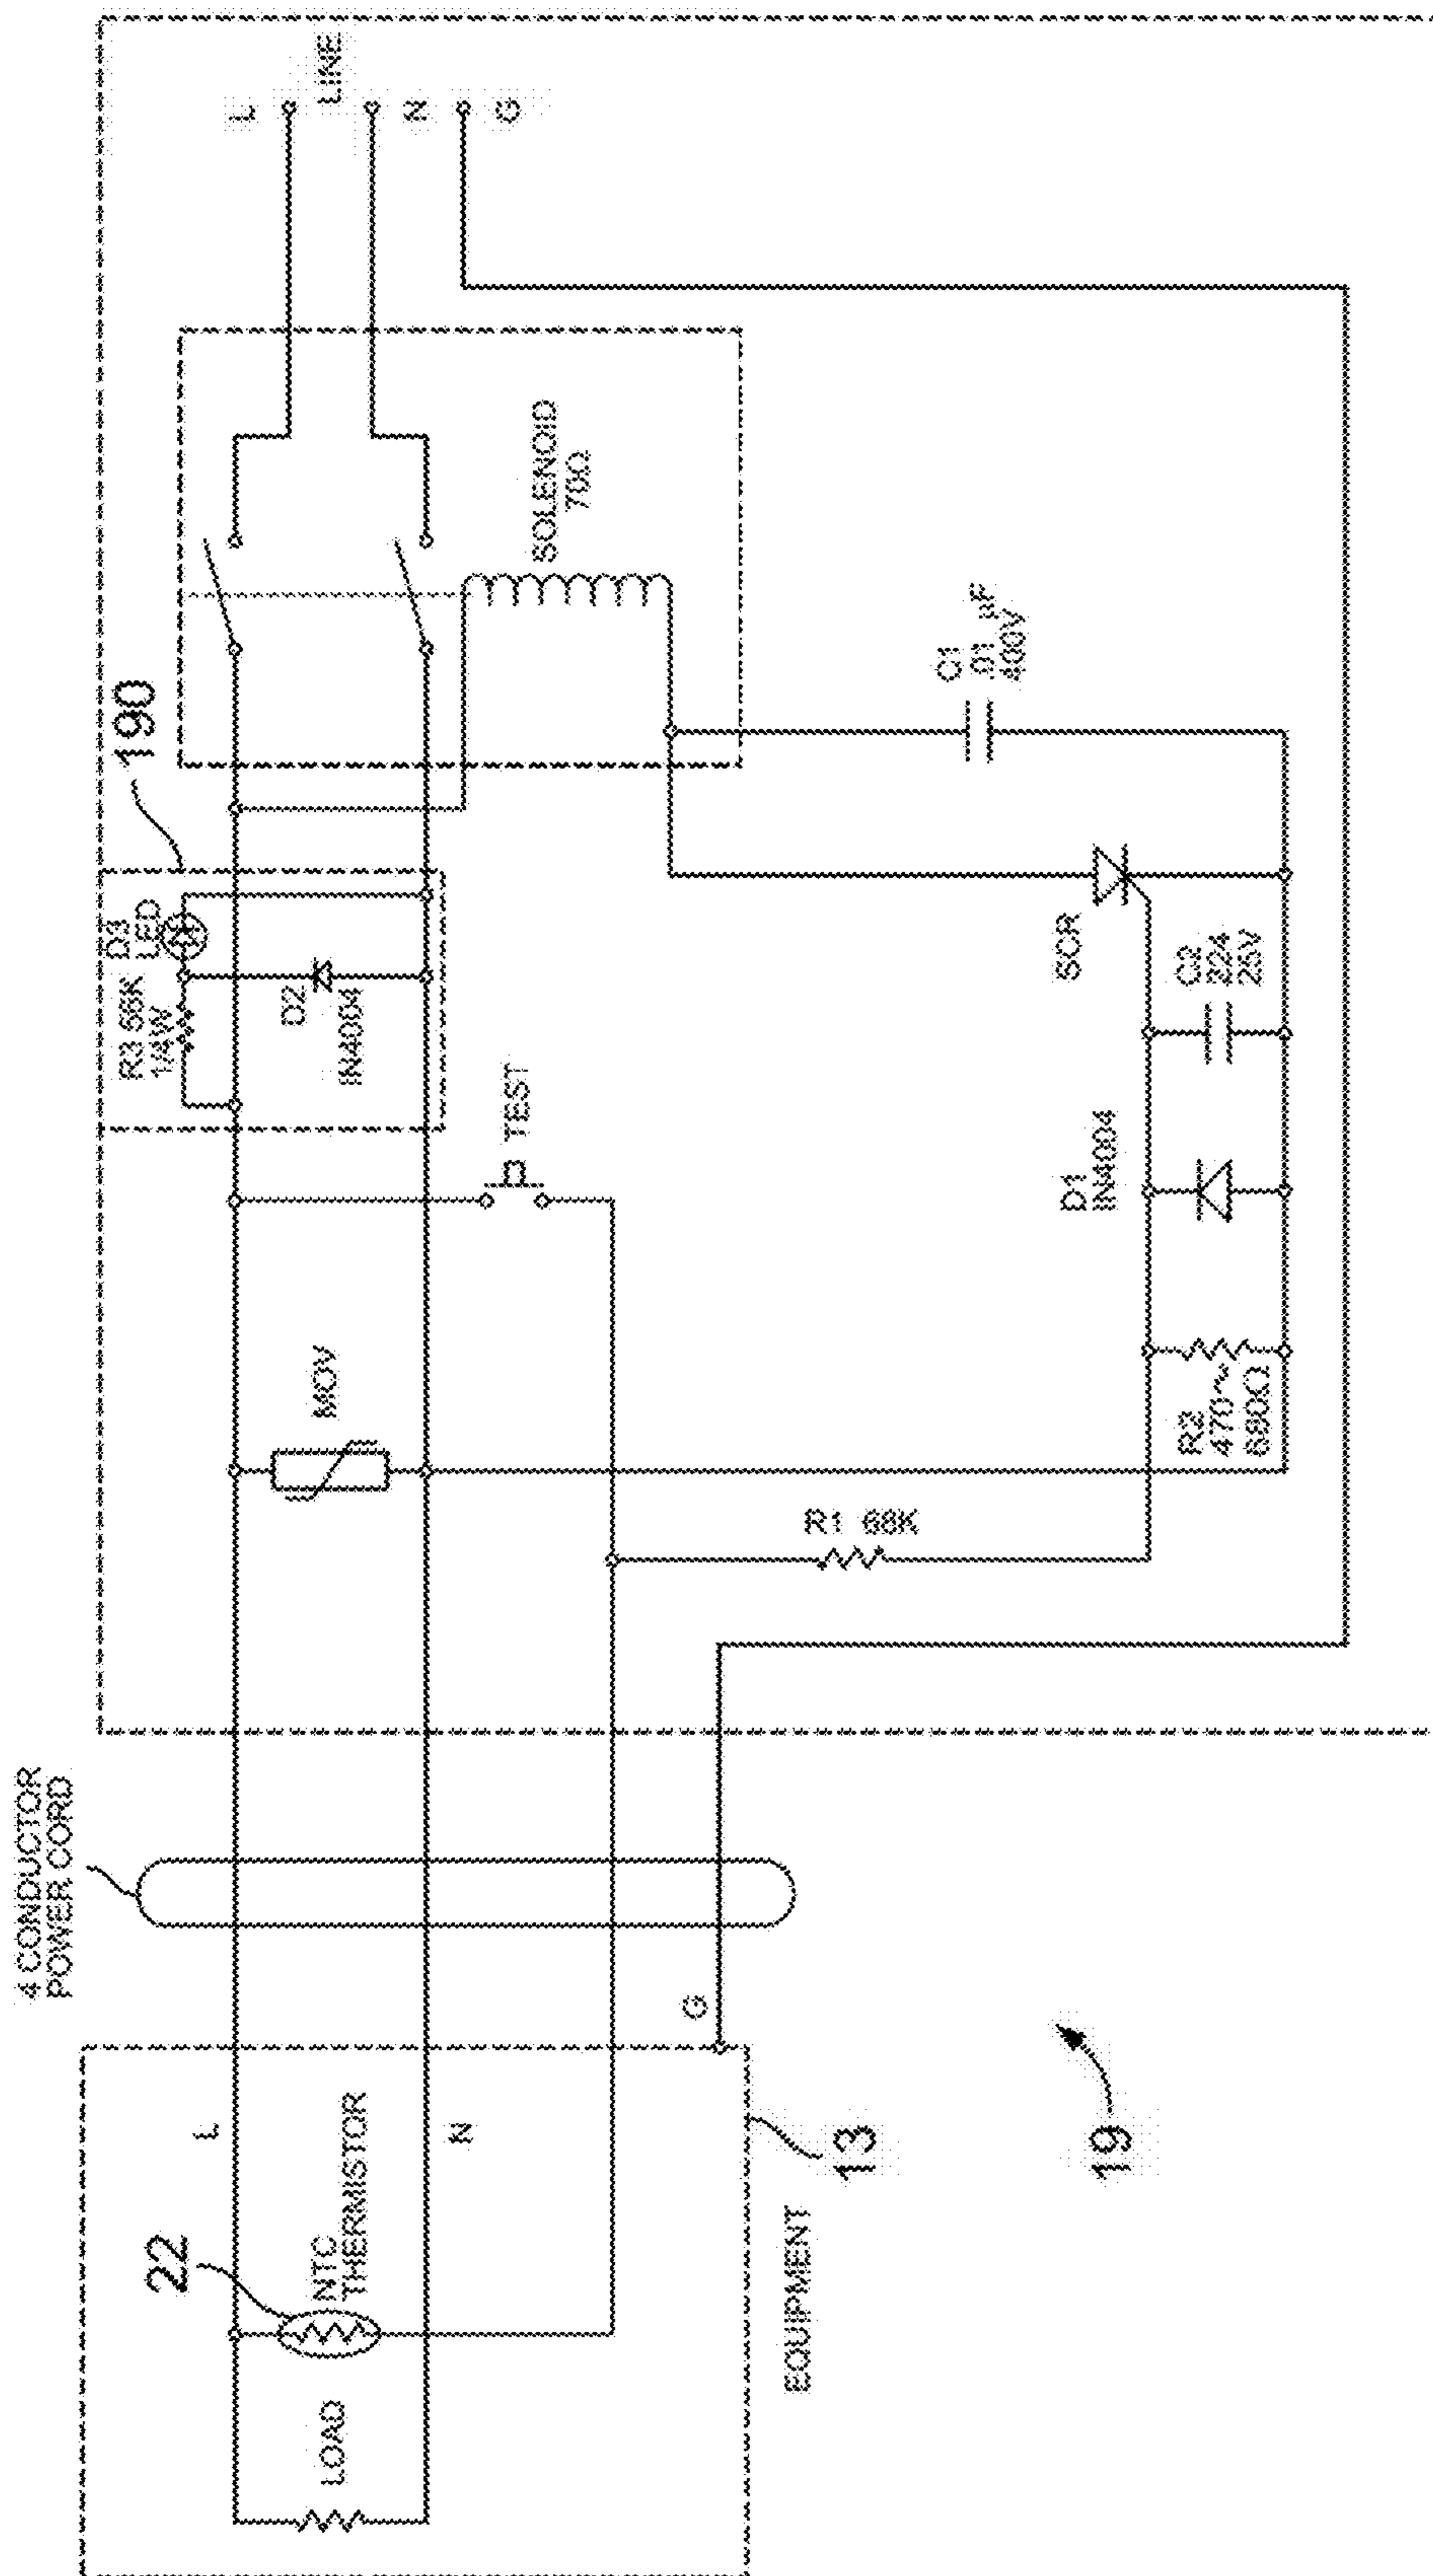 4 CONDUCTOR
POWER CORD
22
L
NTC
THERMISTOR
LOAD
N
G
13
EQUIPMENT
19
190
R3 56K
1/4W
D3
LED
D2
IN4004
MOV
TEST
R1 68K
R2
470~
680Ω
D1
IN4004
C2
224
25V
SCR
C1
.01 µF
400V
SOLENOID
70Ω
L
LINE
N
G